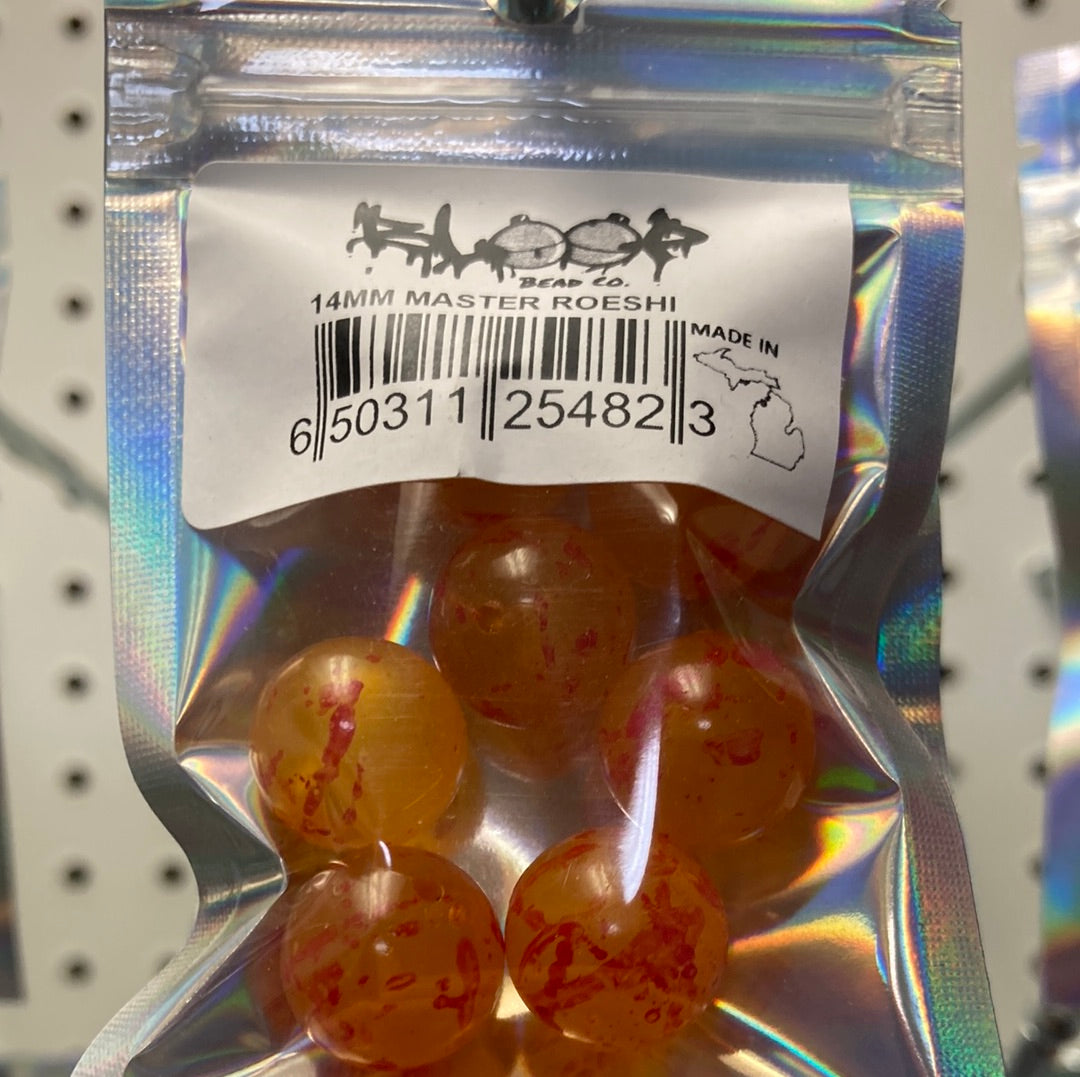 BLOOP
BEAD CO.
14MM MASTER ROESHI
MADE IN
6 50311 25482 3